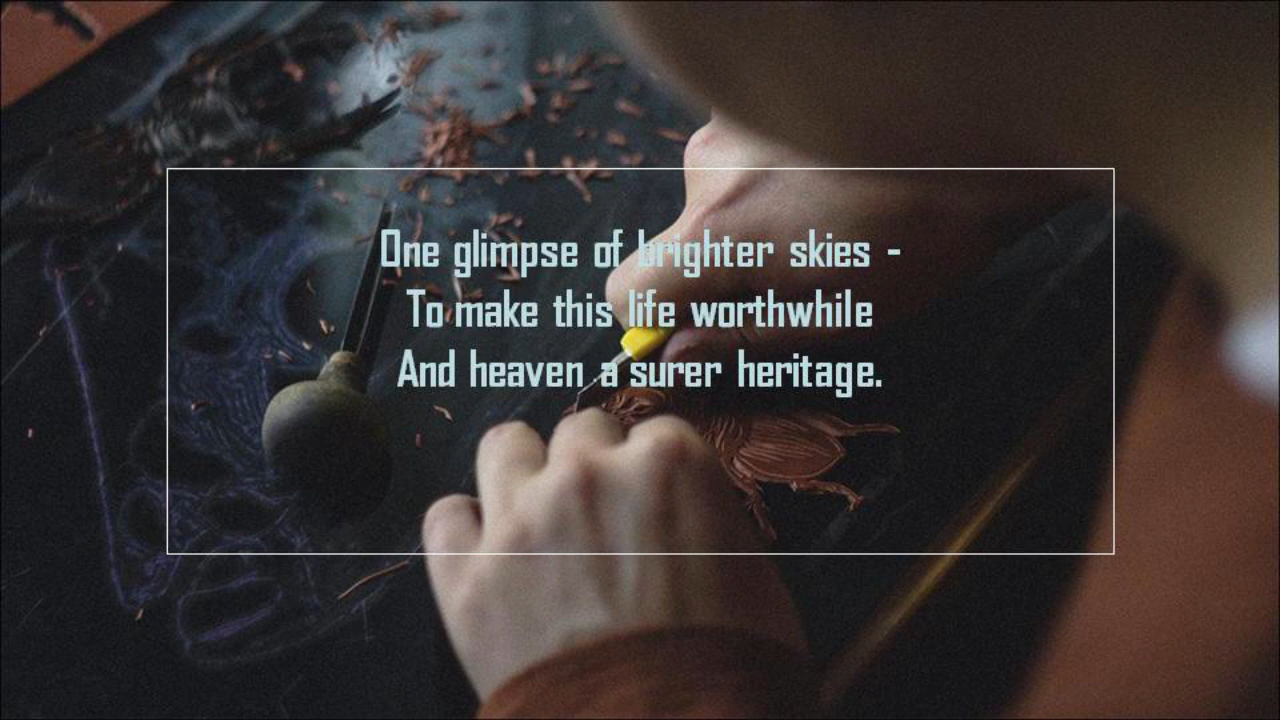 One glimpse of brighter skies -
To make this life worthwhile
And heaven a surer heritage.